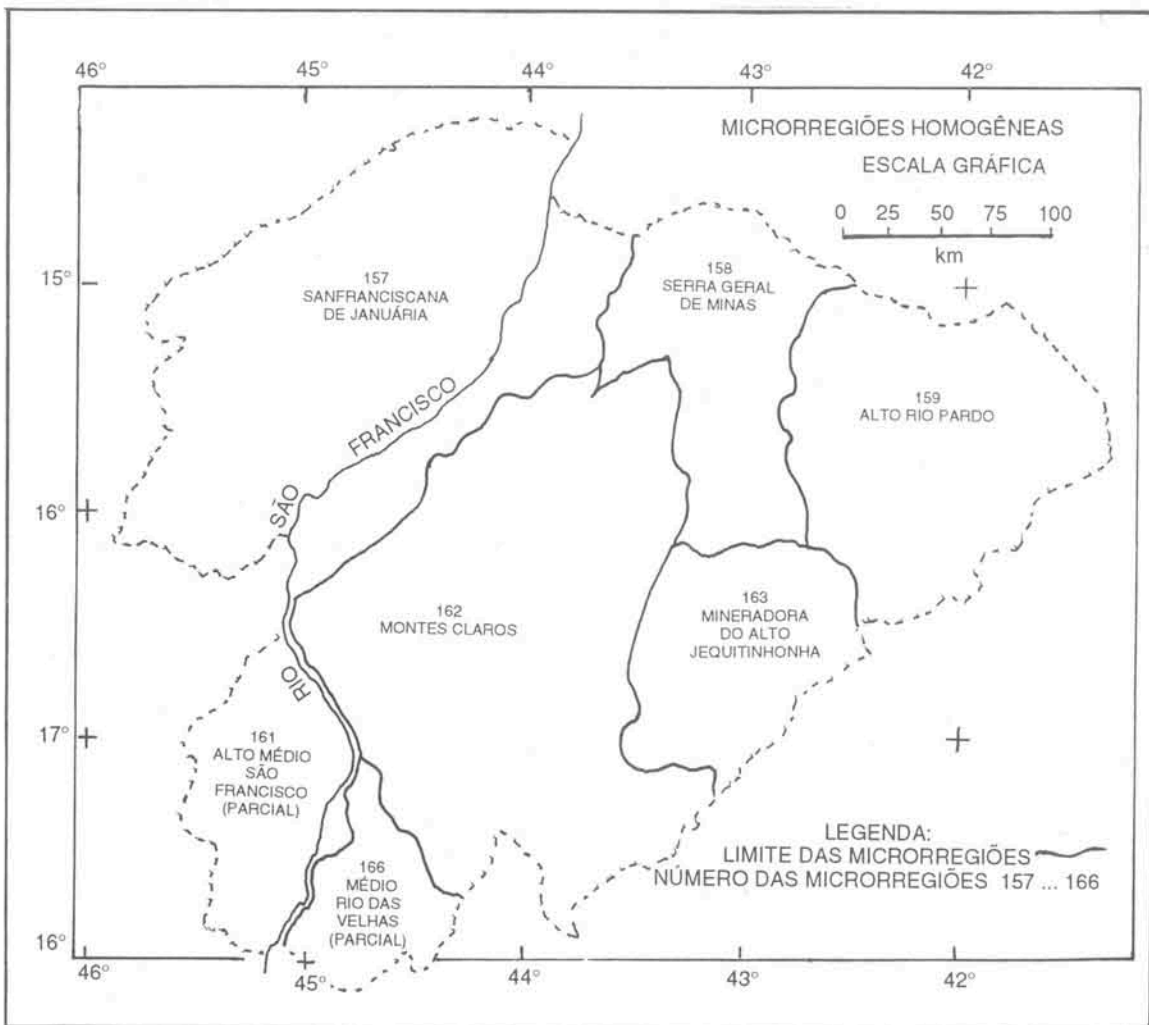 46° 45° 44° 43° 42°
MICRORREGIÕES HOMOGÊNEAS
ESCALA GRÁFICA
0 25 50 75 100
km
15°
157
SANFRANCISCANA
DE JANUÁRIA
158
SERRA GERAL
DE MINAS
159
ALTO RIO PARDO
FRANCISCO
SÃO
16°
162
MONTES CLAROS
163
MINERADORA
DO ALTO
JEQUITINHONHA
RIO
17°
161
ALTO MÉDIO
SÃO
FRANCISCO
(PARCIAL)
166
MÉDIO
RIO DAS
VELHAS
(PARCIAL)
LEGENDA:
LIMITE DAS MICRORREGIÕES
NÚMERO DAS MICRORREGIÕES 157 ... 166
16°
46° 45° 44° 43° 42°